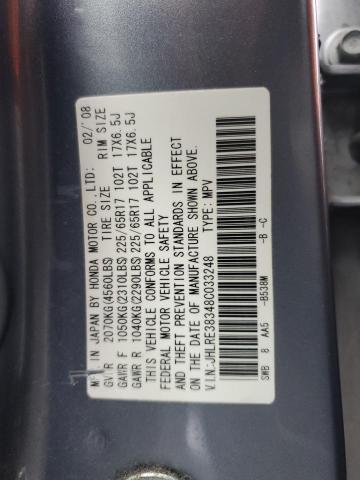 MFD. IN JAPAN BY HONDA MOTOR CO.,LTD: 02/'08
GVWR 2070KG(4560LBS) TIRE SIZE RIM SIZE
GAWR F 1050KG(2310LBS) 225/65R17 102T 17X6.5J
GAWR R 1040KG(2290LBS) 225/65R17 102T 17X6.5J
THIS VEHICLE CONFORMS TO ALL APPLICABLE
FEDERAL MOTOR VEHICLE SAFETY
AND THEFT PREVENTION STANDARDS IN EFFECT
ON THE DATE OF MANUFACTURE SHOWN ABOVE.
V.I.N:JHLRE38348C033248 TYPE: MPV
SWB 8 AA5 -B538M -B -C